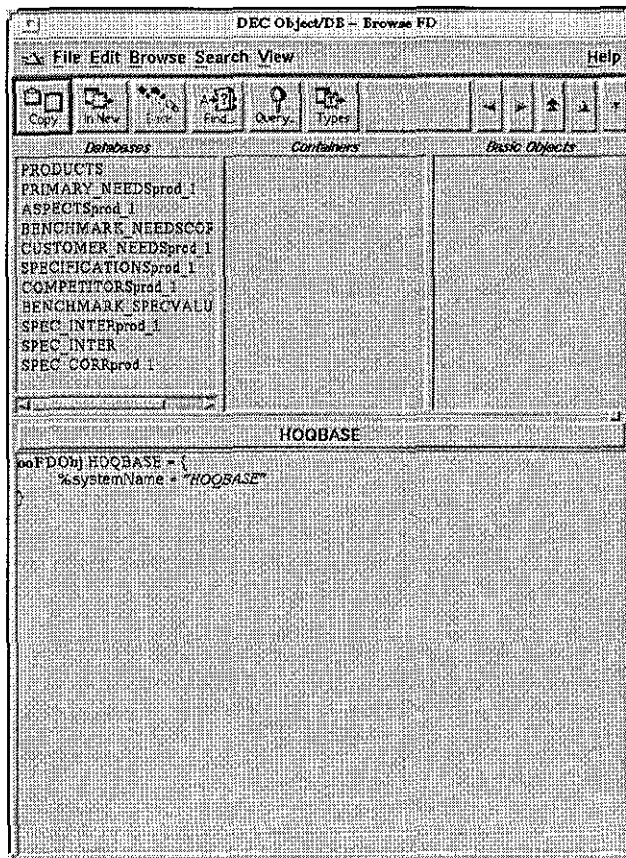 DEC Object/DB – Browse FD
File Edit Browse Search View Help
Copy In New Find... Query... Types
Databases Containers Basic Objects
PRODUCTS
PRIMARY_NEEDSprod_1
ASPECTSprod_1
BENCHMARK_NEEDSCOF
CUSTOMER_NEEDSprod_1
SPECIFICATIONSprod_1
COMPETITORSprod_1
BENCHMARK_SPECVALU
SPEC_INTERprod_1
SPEC_INTER
SPEC_CORRprod_1
HOQBASE
ooFDObj HOQBASE = {
%systemName = "HOQBASE"
}